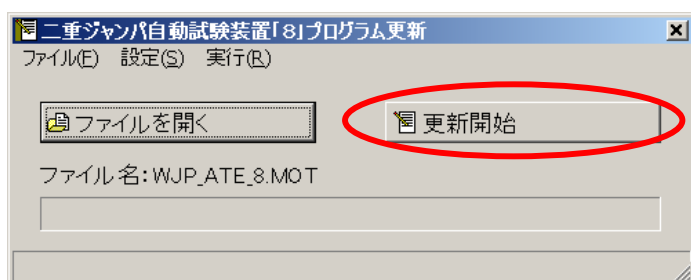 二重ジャンパ自動試験装置「8」プログラム更新
ファイル(F) 設定(S) 実行(R)
ファイルを開く 更新開始
ファイル名:WJP_ATE_8.MOT